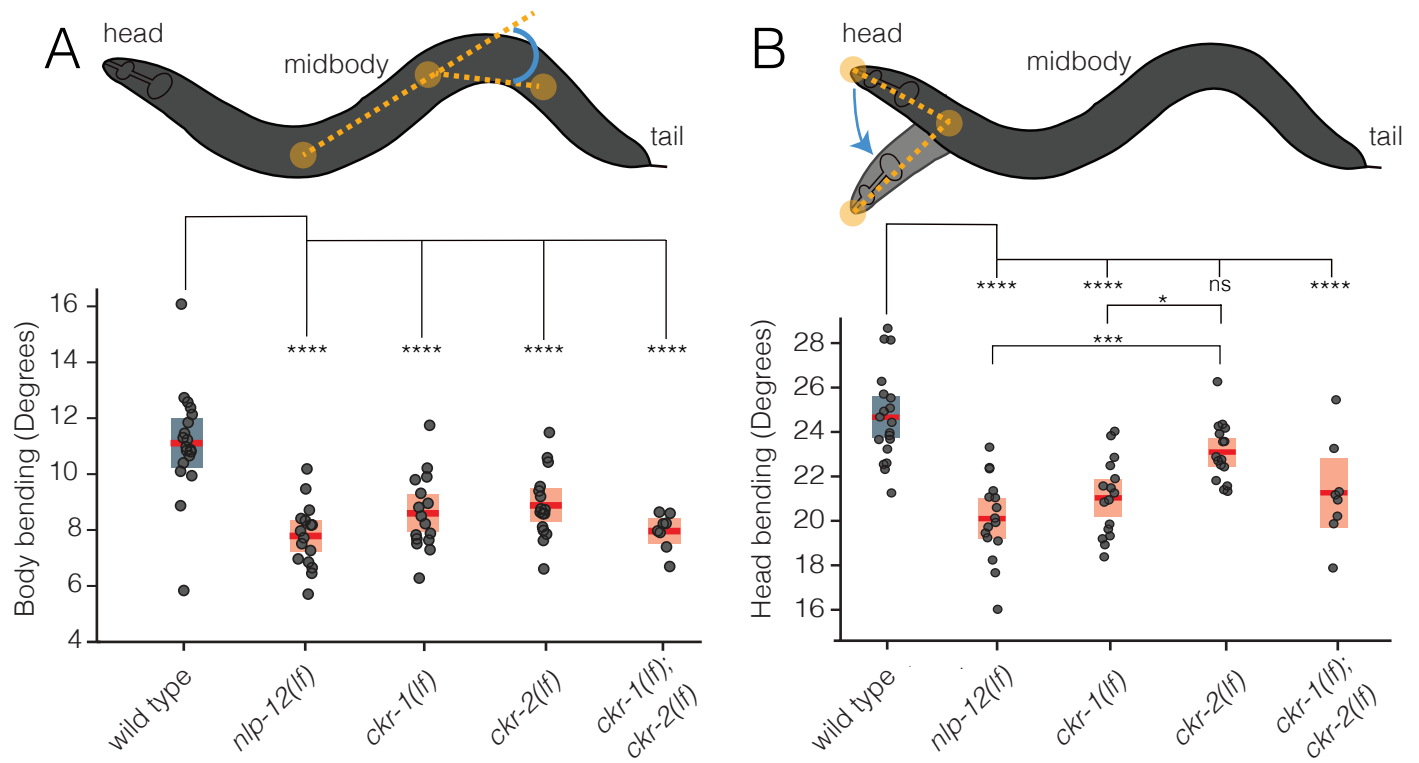 A
head
midbody
tail
Body bending (Degrees)
16
14
12
10
8
6
4
****
****
****
****
wild type
nlp-12(lf)
ckr-1(lf)
ckr-2(lf)
ckr-1(lf);
ckr-2(lf)
B
head
midbody
tail
Head bending (Degrees)
28
26
24
22
20
18
16
****
****
ns
****
*
***
wild type
nlp-12(lf)
ckr-1(lf)
ckr-2(lf)
ckr-1(lf);
ckr-2(lf)